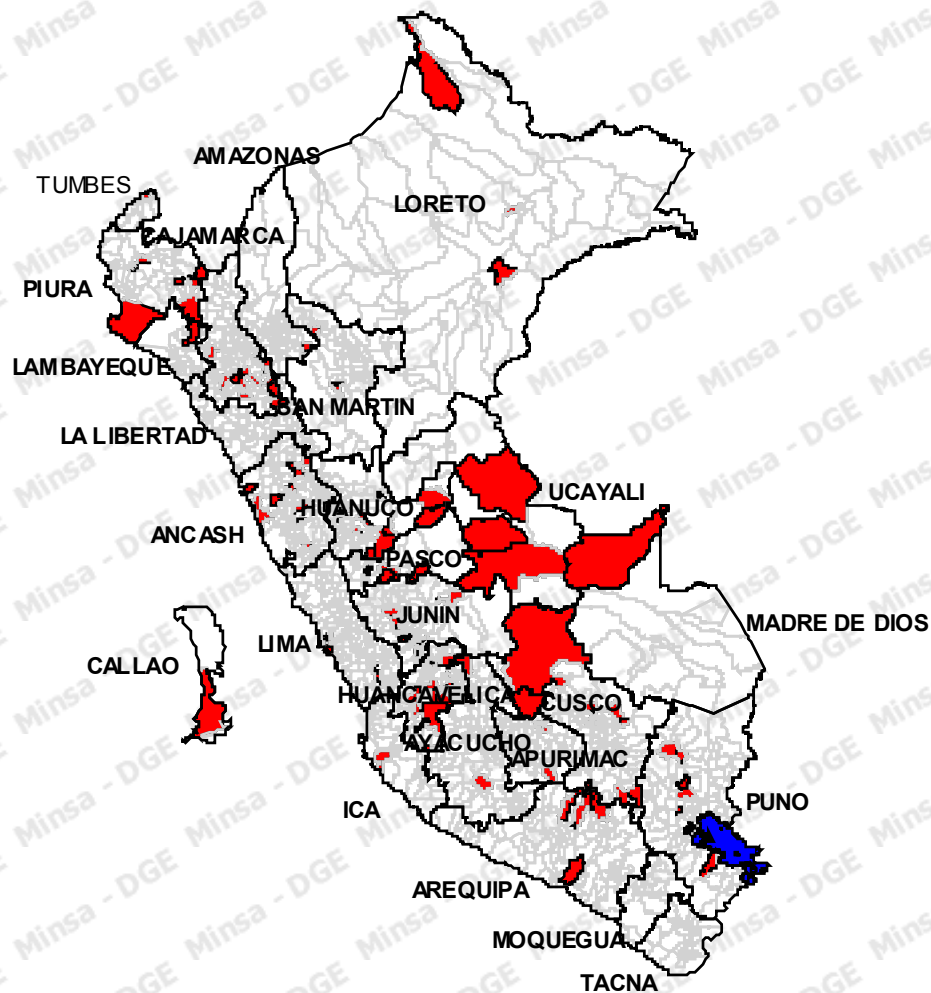 AMAZONAS
TUMBES
LORETO
CAJAMARCA
PIURA
LAMBAYEQUE
SAN MARTIN
LA LIBERTAD
UCAYALI
HUANUCO
ANCASH
PASCO
JUNIN
MADRE DE DIOS
LIMA
CALLAO
HUANCAVELICA
CUSCO
AYACUCHO
APURIMAC
ICA
PUNO
AREQUIPA
MOQUEGUA
TACNA
Minsa - DGE